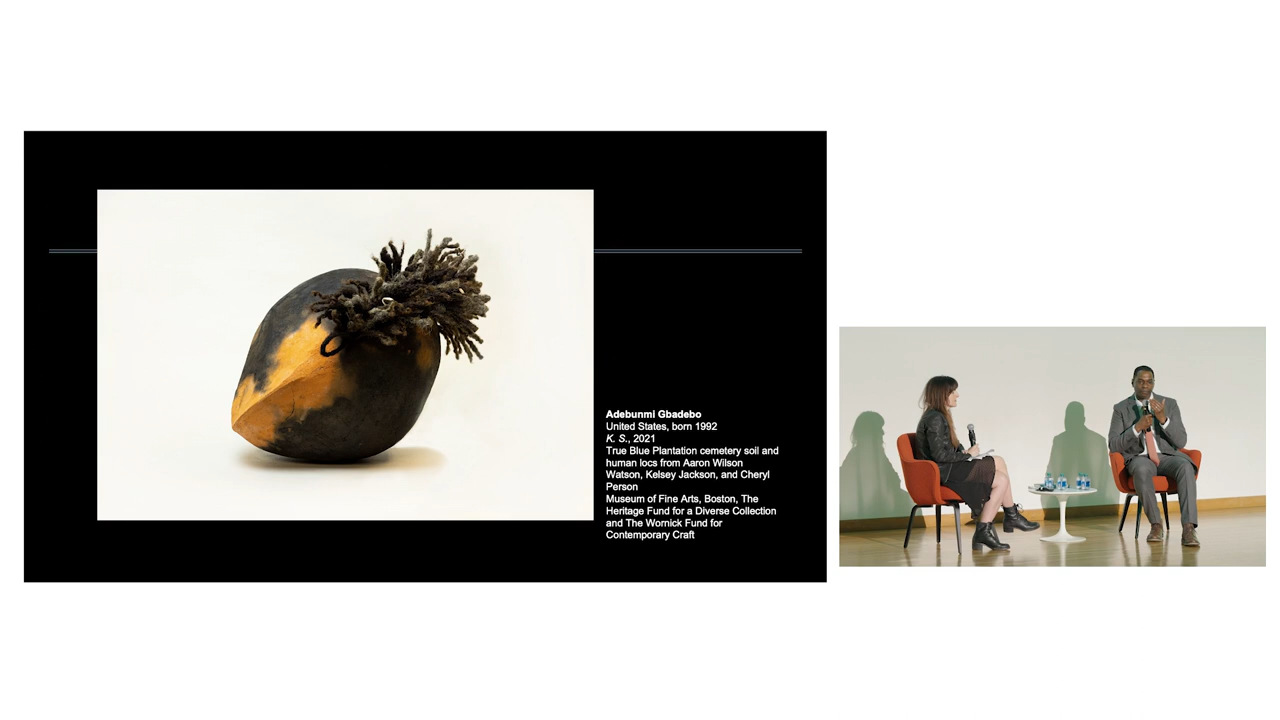 Adebunmi Gbadebo
United States, born 1992
K. S., 2021
True Blue Plantation cemetery soil and
human locs from Aaron Wilson
Watson, Kelsey Jackson, and Cheryl
Person
Museum of Fine Arts, Boston, The
Heritage Fund for a Diverse Collection
and The Wornick Fund for
Contemporary Craft